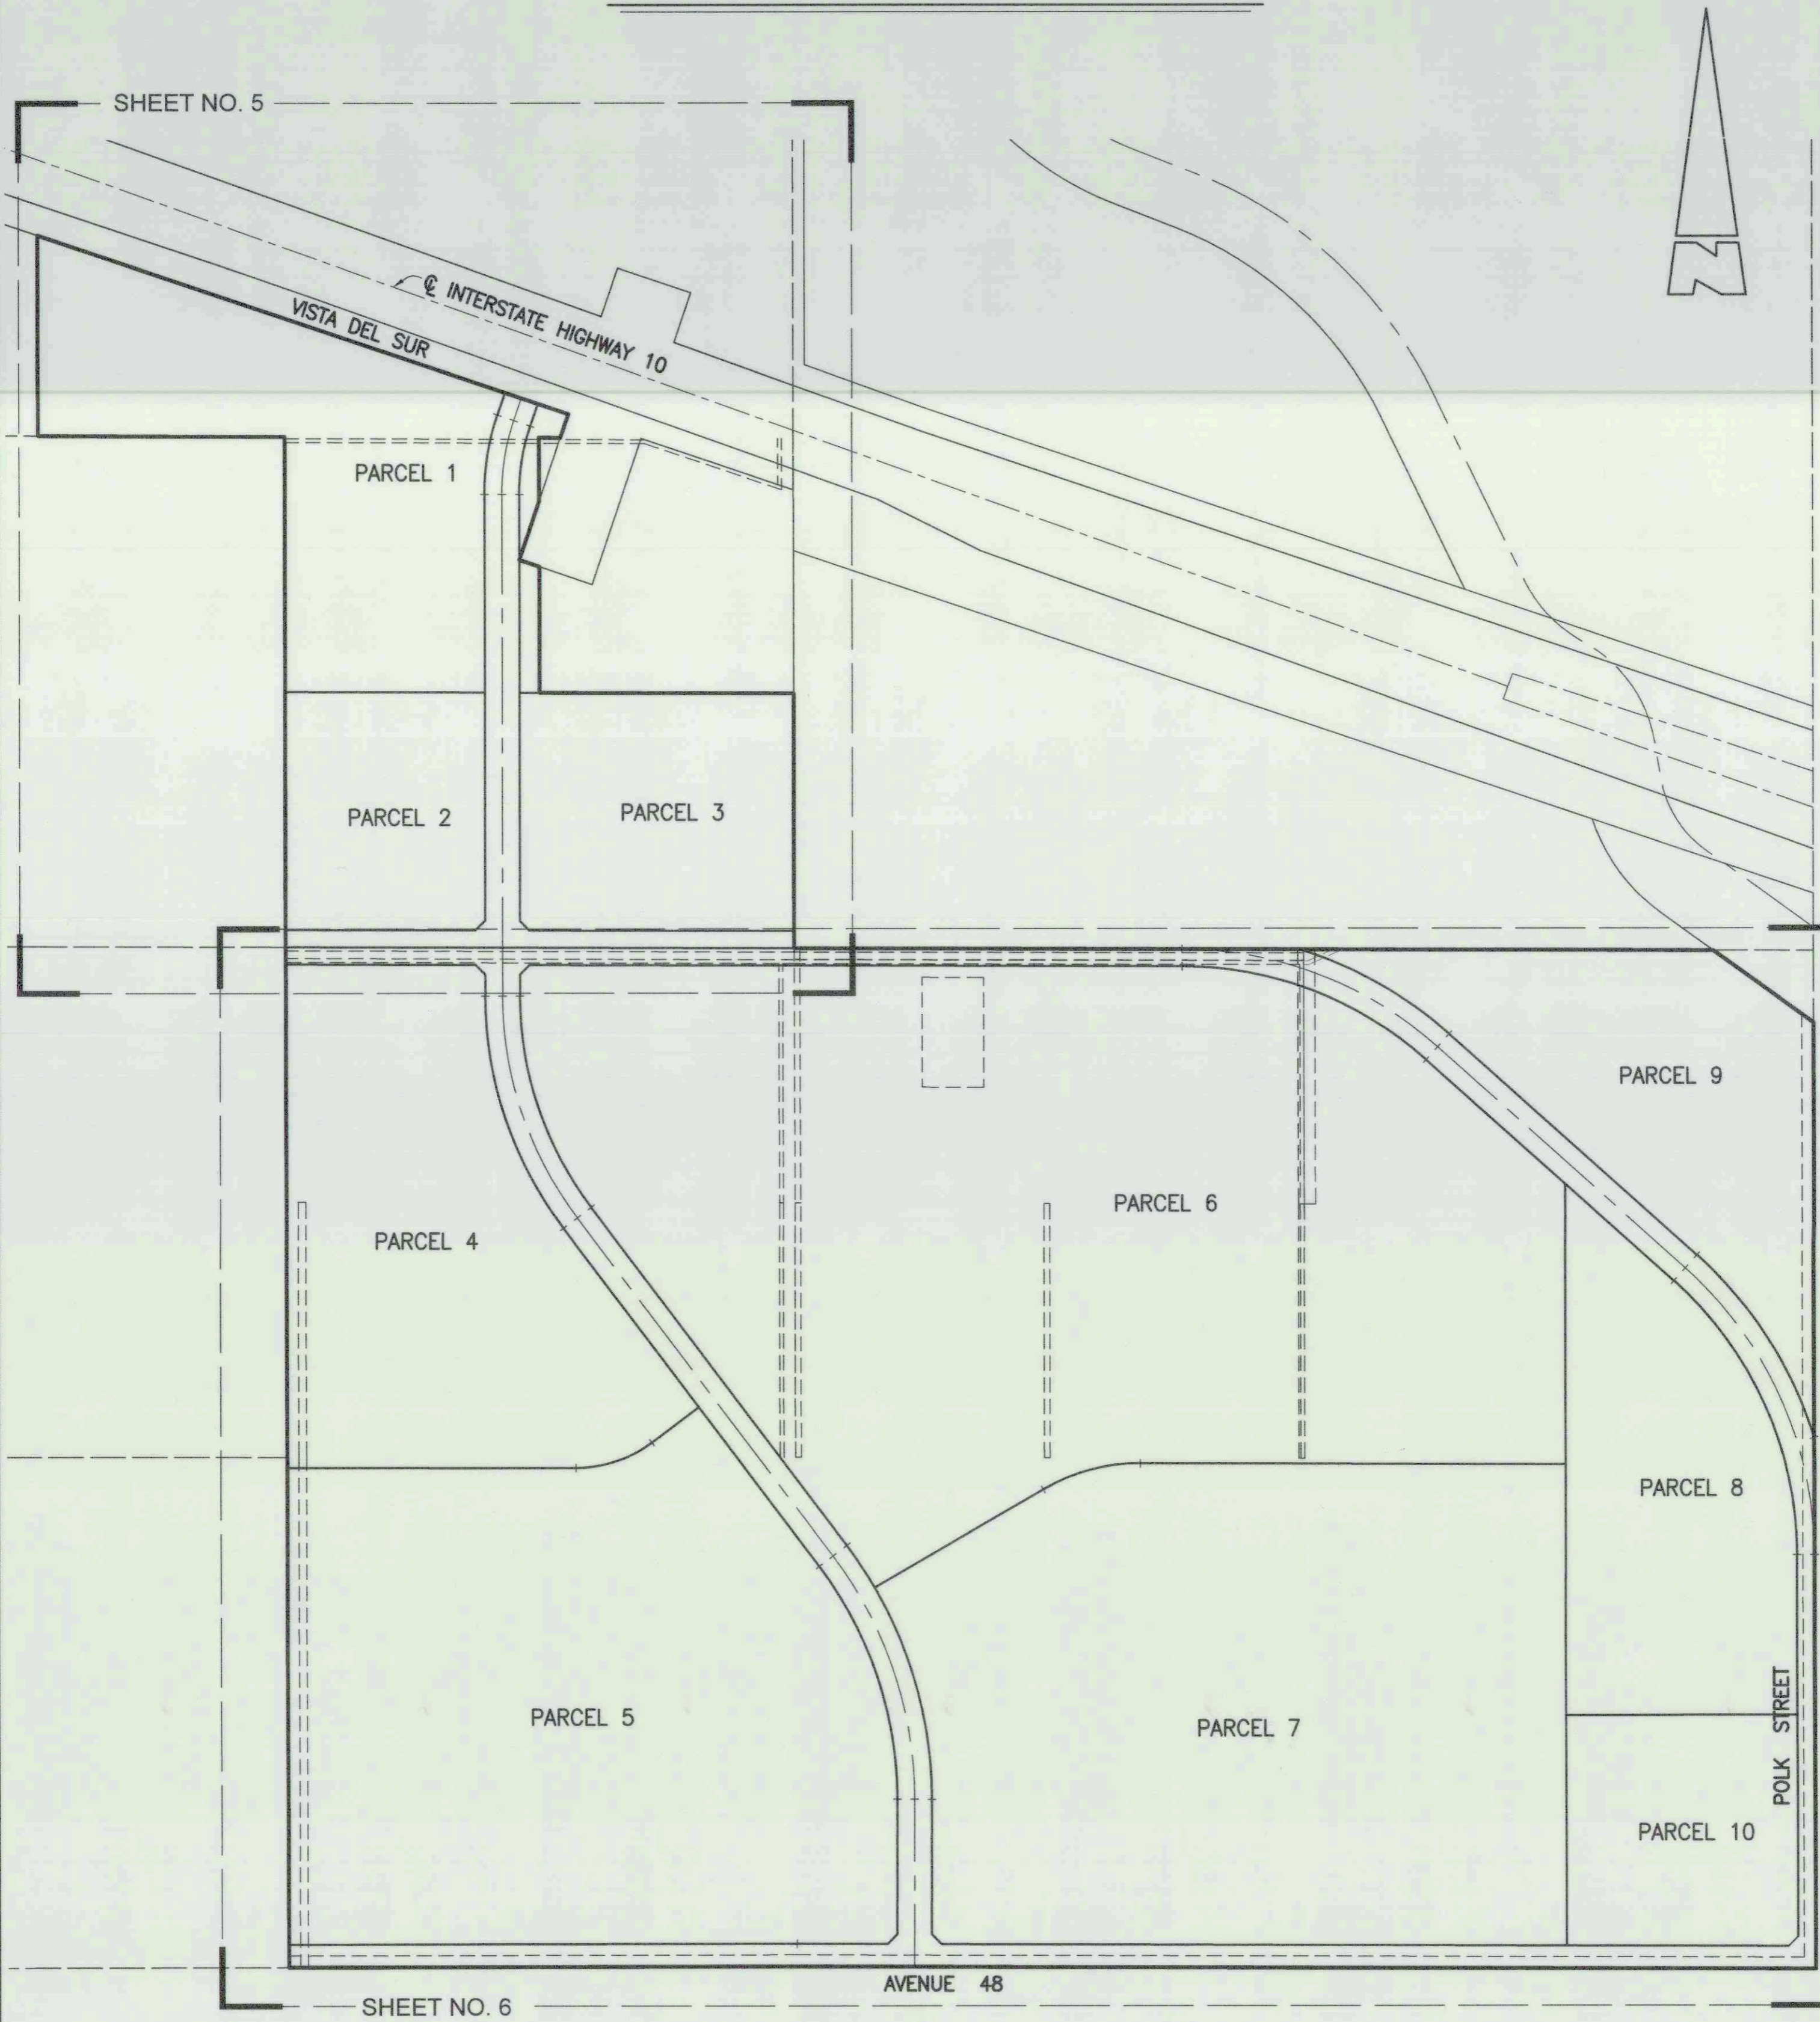 SHEET NO. 5
N
℄ INTERSTATE HIGHWAY 10
VISTA DEL SUR
PARCEL 1
PARCEL 2
PARCEL 3
PARCEL 9
PARCEL 6
PARCEL 4
PARCEL 8
PARCEL 5
PARCEL 7
POLK STREET
PARCEL 10
AVENUE 48
SHEET NO. 6